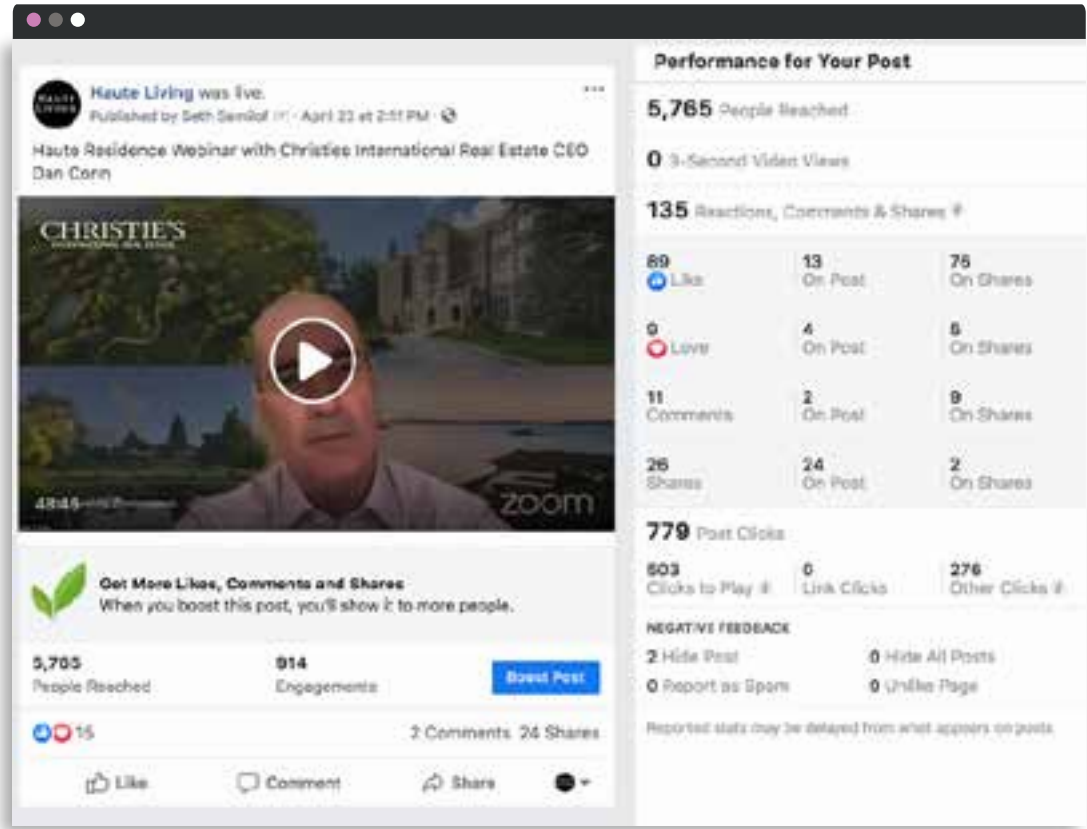 Haute Living was live.
Published by Seth Semilof · April 23 at 2:51 PM ·
Haute Residence Webinar with Christies International Real Estate CEO
Dan Conn
CHRISTIE'S
INTERNATIONAL REAL ESTATE
48:45
zoom
Get More Likes, Comments and Shares
When you boost this post, you'll show it to more people.
5,765
People Reached
914
Engagements
Boost Post
15
2 Comments 24 Shares
Like Comment Share
Performance for Your Post
5,765 People Reached
0 3-Second Video Views
135 Reactions, Comments & Shares
89
Like
13
On Post
76
On Shares
9
Love
4
On Post
5
On Shares
11
Comments
2
On Post
9
On Shares
26
Shares
24
On Post
2
On Shares
779 Post Clicks
503
Clicks to Play
0
Link Clicks
276
Other Clicks
NEGATIVE FEEDBACK
2 Hide Post
0 Hide All Posts
0 Report as Spam
0 Unlike Page
Reported stats may be delayed from what appears on posts